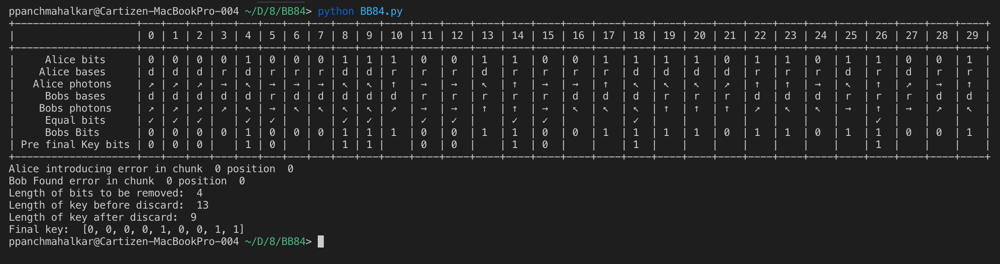 ppanchmahalkar@Cartizen-MacBookPro-004 ~/D/8/BB84> python BB84.py
+--------------------+---+---+---+---+---+---+---+---+---+---+----+----+----+----+----+----+----+----+----+----+----+----+----+----+----+----+----+----+----+----+
|                    | 0 | 1 | 2 | 3 | 4 | 5 | 6 | 7 | 8 | 9 | 10 | 11 | 12 | 13 | 14 | 15 | 16 | 17 | 18 | 19 | 20 | 21 | 22 | 23 | 24 | 25 | 26 | 27 | 28 | 29 |
+--------------------+---+---+---+---+---+---+---+---+---+---+----+----+----+----+----+----+----+----+----+----+----+----+----+----+----+----+----+----+----+----+
|     Alice bits     | 0 | 0 | 0 | 0 | 1 | 0 | 0 | 0 | 1 | 1 | 1  | 0  | 0  | 1  | 1  | 0  | 0  | 1  | 1  | 1  | 1  | 0  | 1  | 1  | 0  | 1  | 1  | 0  | 0  | 1  |
|    Alice bases     | d | d | d | r | d | r | r | r | d | d | r  | r  | r  | d  | r  | r  | r  | r  | d  | d  | d  | d  | r  | r  | r  | d  | r  | d  | r  | r  |
|   Alice photons    | ↗ | ↗ | ↗ | → | ↖ | → | → | → | ↖ | ↖ | ↑  | →  | →  | ↖  | ↑  | →  | →  | ↑  | ↖  | ↖  | ↖  | ↗  | ↑  | ↑  | →  | ↖  | ↑  | ↗  | →  | ↑  |
|     Bobs bases     | d | d | d | d | d | r | d | d | d | d | d  | r  | r  | r  | r  | r  | d  | d  | d  | r  | r  | r  | d  | d  | d  | r  | r  | r  | d  | d  |
|    Bobs photons    | ↗ | ↗ | ↗ | ↗ | ↖ | → | ↖ | ↖ | ↖ | ↖ | ↗  | →  | →  | ↑  | ↑  | →  | ↖  | ↖  | ↖  | ↑  | ↑  | ↑  | ↗  | ↖  | ↖  | →  | ↑  | →  | ↗  | ↖  |
|     Equal bits     | ✓ | ✓ | ✓ |   | ✓ | ✓ |   |   | ✓ | ✓ |    | ✓  | ✓  |    | ✓  | ✓  |    |    | ✓  |    |    |    |    |    |    |    | ✓  |    |    |    |
|     Bobs Bits      | 0 | 0 | 0 | 0 | 1 | 0 | 0 | 0 | 1 | 1 | 1  | 0  | 0  | 1  | 1  | 0  | 0  | 1  | 1  | 1  | 1  | 0  | 1  | 1  | 0  | 1  | 1  | 0  | 0  | 1  |
| Pre final Key bits | 0 | 0 | 0 |   | 1 | 0 |   |   | 1 | 1 |    | 0  | 0  |    | 1  | 0  |    |    | 1  |    |    |    |    |    |    |    | 1  |    |    |    |
+--------------------+---+---+---+---+---+---+---+---+---+---+----+----+----+----+----+----+----+----+----+----+----+----+----+----+----+----+----+----+----+----+
Alice introducing error in chunk  0 position  0
Bob Found error in chunk  0 position  0
Length of bits to be removed:  4
Length of key before discard:  13
Length of key after discard:  9
Final key:  [0, 0, 0, 0, 1, 0, 0, 1, 1]
ppanchmahalkar@Cartizen-MacBookPro-004 ~/D/8/BB84>